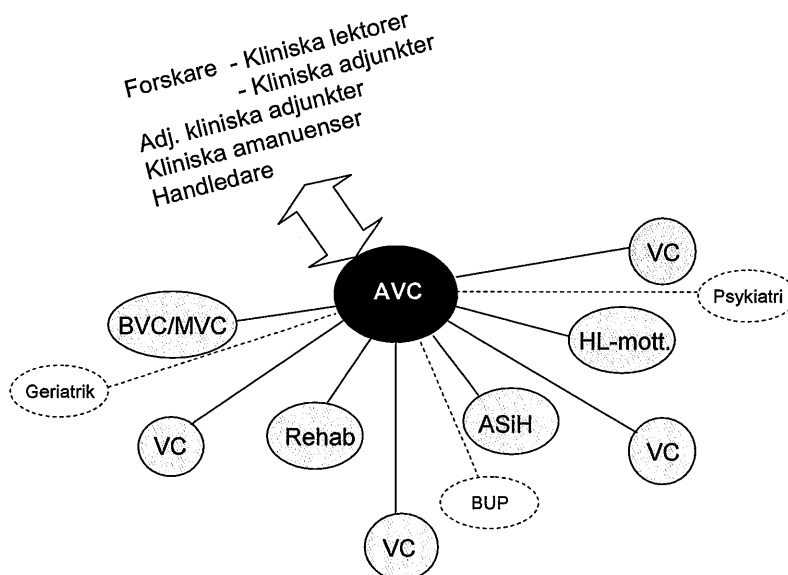 Forskare - Kliniska lektorer
- Kliniska adjunkter
Adj. kliniska adjunkter
Kliniska amanuenser
Handledare
VC
AVC
Psykiatri
BVC/MVC
HL-mott.
Geriatrik
VC
Rehab
ASiH
VC
BUP
VC